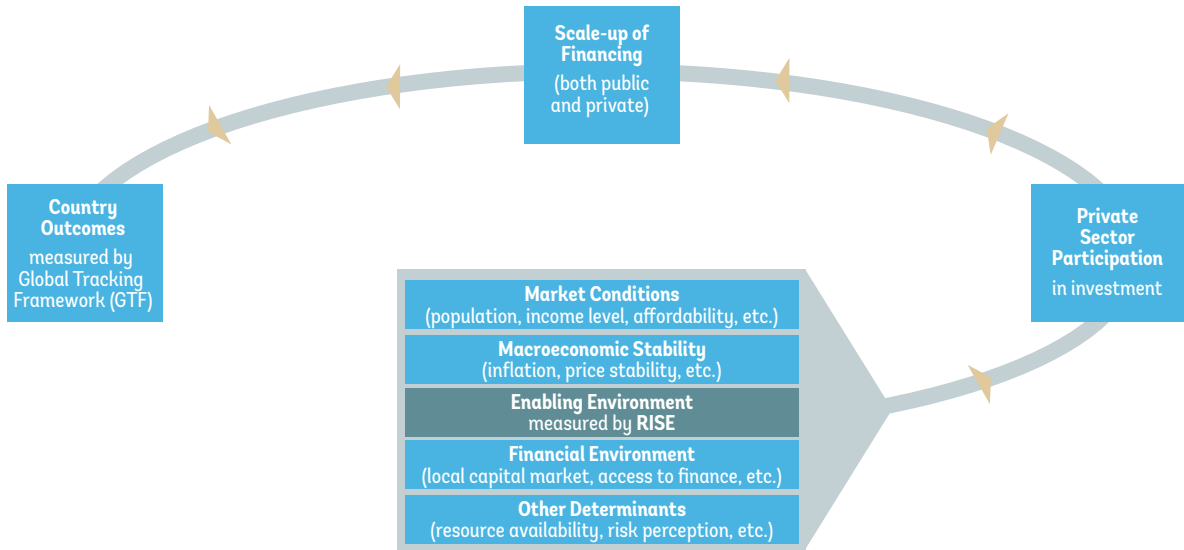 Scale-up of
Financing
(both public
and private)
Country
Outcomes
measured by
Global Tracking
Framework (GTF)
Private
Sector
Participation
in investment
Market Conditions
(population, income level, affordability, etc.)
Macroeconomic Stability
(inflation, price stability, etc.)
Enabling Environment
measured by RISE
Financial Environment
(local capital market, access to finance, etc.)
Other Determinants
(resource availability, risk perception, etc.)